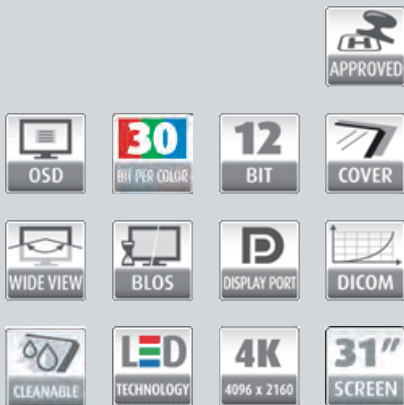 APPROVED
OSD
30
BIT PER COLOR
12
BIT
COVER
WIDE VIEW
BLOS
DISPLAY PORT
DICOM
CLEANABLE
LED
TECHNOLOGY
4K
4096 x 2160
31"
SCREEN